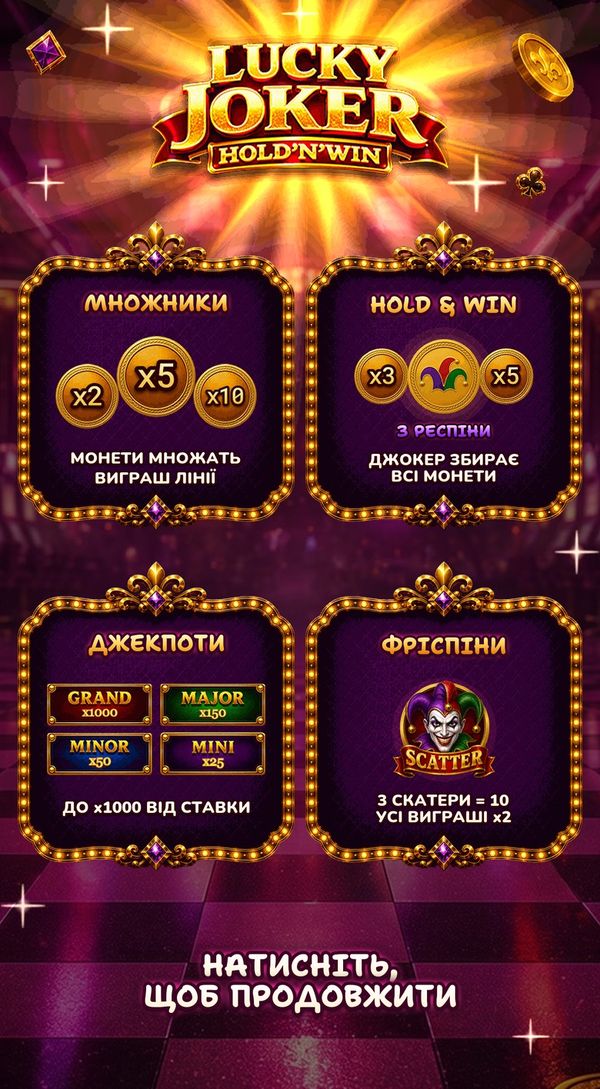 LUCKY
JOKER
HOLD'N'WIN
МНОЖНИКИ
x2
x5
x10
МОНЕТИ МНОЖАТЬ
ВИГРАШ ЛІНІЇ
HOLD & WIN
x3
x5
3 РЕСПІНИ
ДЖОКЕР ЗБИРАЄ
ВСІ МОНЕТИ
ДЖЕКПОТИ
GRAND
x1000
MAJOR
x150
MINOR
x50
MINI
x25
ДО x1000 ВІД СТАВКИ
ФРІСПІНИ
SCATTER
3 СКАТЕРИ = 10
УСІ ВИГРАШІ x2
НАТИСНІТЬ,
ЩОБ ПРОДОВЖИТИ